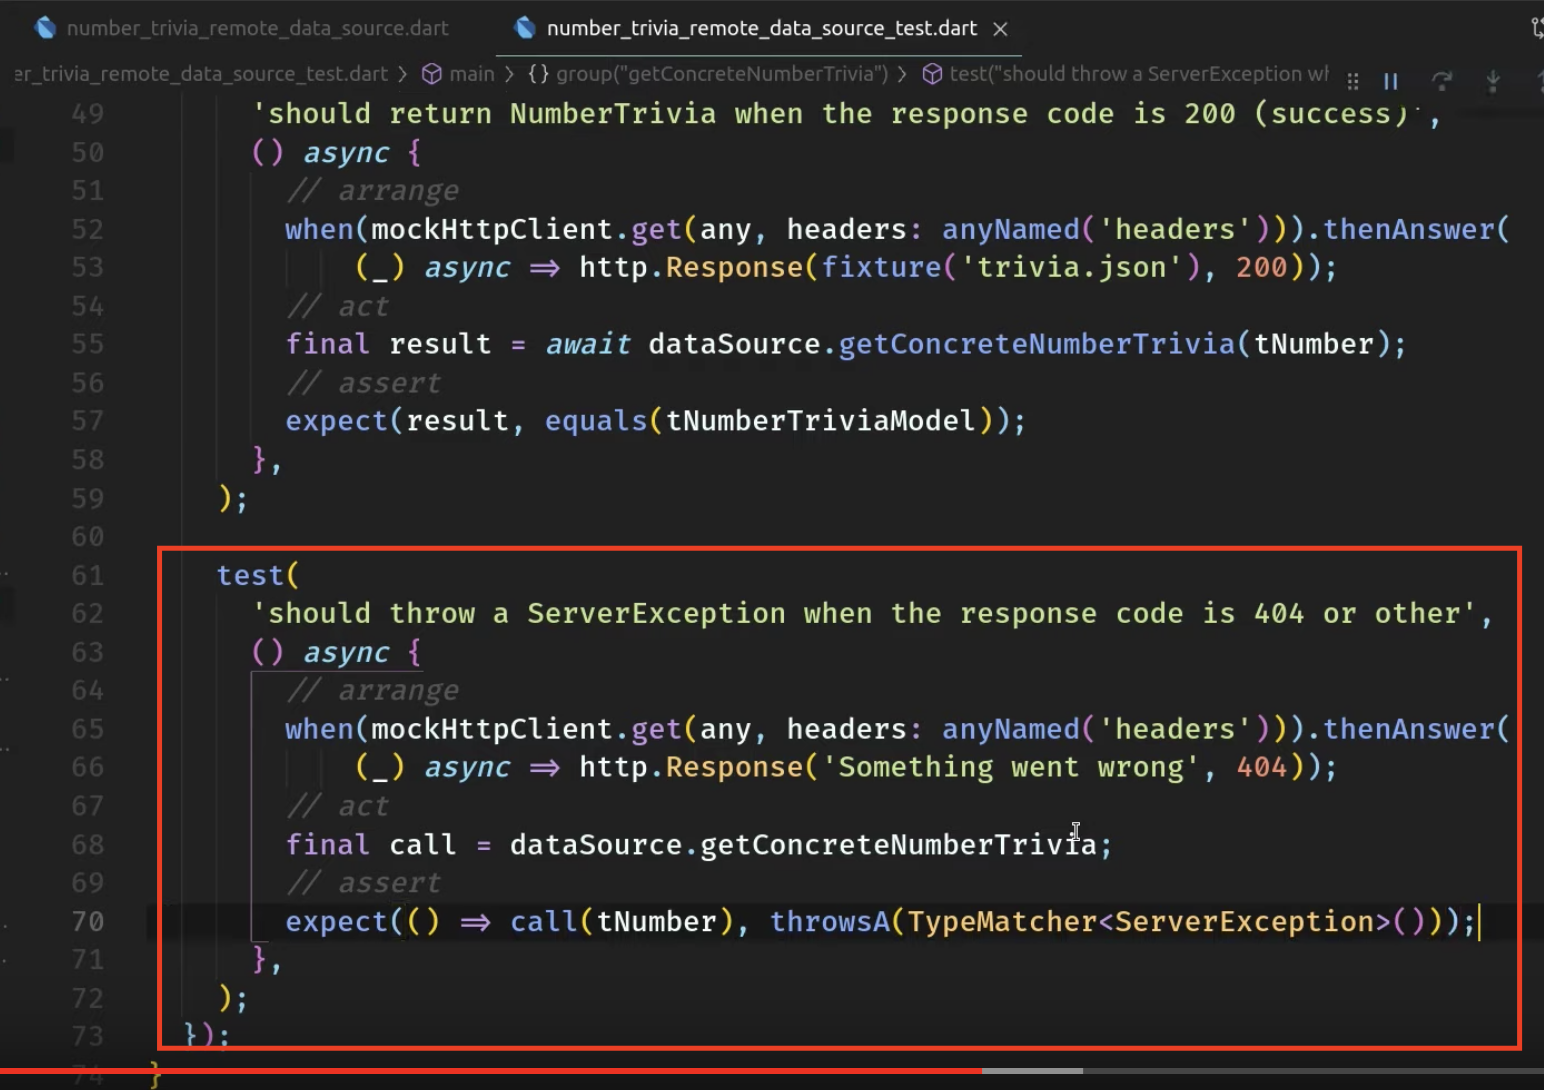 number_trivia_remote_data_source.dart
number_trivia_remote_data_source_test.dart
er_trivia_remote_data_source_test.dart > main > {} group("getConcreteNumberTrivia") > test("should throw a ServerException wh
49 'should return NumberTrivia when the response code is 200 (success)',
50 () async {
51 // arrange
52 when(mockHttpClient.get(any, headers: anyNamed('headers'))).thenAnswer(
53 (_) async => http.Response(fixture('trivia.json'), 200));
54 // act
55 final result = await dataSource.getConcreteNumberTrivia(tNumber);
56 // assert
57 expect(result, equals(tNumberTriviaModel));
58 },
59 );
60
61 test(
62 'should throw a ServerException when the response code is 404 or other',
63 () async {
64 // arrange
65 when(mockHttpClient.get(any, headers: anyNamed('headers'))).thenAnswer(
66 (_) async => http.Response('Something went wrong', 404));
67 // act
68 final call = dataSource.getConcreteNumberTrivia;
69 // assert
70 expect(() => call(tNumber), throwsA(TypeMatcher<ServerException>()));
71 },
72 );
73 });
74 }